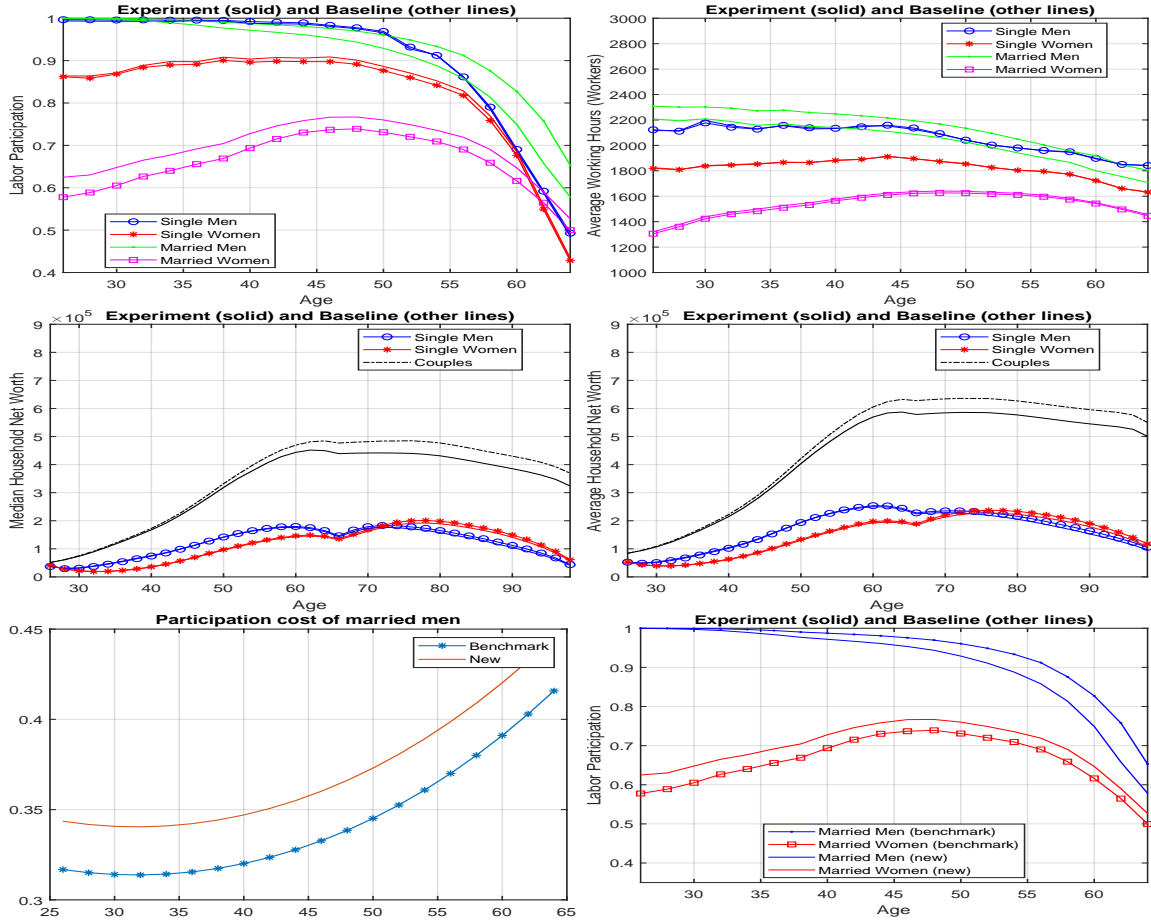 Experiment (solid) and Baseline (other lines)
Labor Participation
1
0.9
0.8
0.7
0.6
0.5
0.4
Single Men
Single Women
Married Men
Married Women
30 35 40 45 50 55 60
Age
Experiment (solid) and Baseline (other lines)
Average Working Hours (Workers)
3000
2800
2600
2400
2200
2000
1800
1600
1400
1200
1000
Single Men
Single Women
Married Men
Married Women
30 35 40 45 50 55 60
Age
Experiment (solid) and Baseline (other lines)
×10^5
Median Household Net Worth
9
8
7
6
5
4
3
2
1
0
Single Men
Single Women
Couples
30 40 50 60 70 80 90
Age
Experiment (solid) and Baseline (other lines)
×10^5
Average Household Net Worth
9
8
7
6
5
4
3
2
1
0
Single Men
Single Women
Couples
30 40 50 60 70 80 90
Age
Participation cost of married men
0.45
0.4
0.35
0.3
Benchmark
New
25 30 35 40 45 50 55 60 65
Experiment (solid) and Baseline (other lines)
Labor Participation
1
0.9
0.8
0.7
0.6
0.5
0.4
Married Men (benchmark)
Married Women (benchmark)
Married Men (new)
Married Women (new)
30 35 40 45 50 55 60
Age